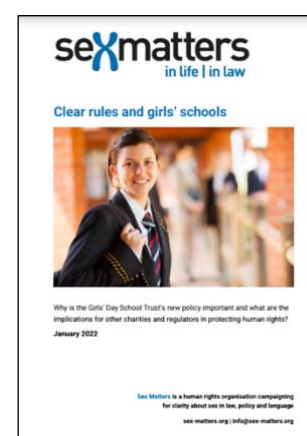 sexmatters
in life | in law
Clear rules and girls' schools
Why is the Girls' Day School Trust's new policy important and what are the
implications for other charities and regulators in protecting human rights?
January 2022
Sex Matters is a human rights organisation campaigning
for clarity about sex in law, policy and language
sex-matters.org | info@sex-matters.org